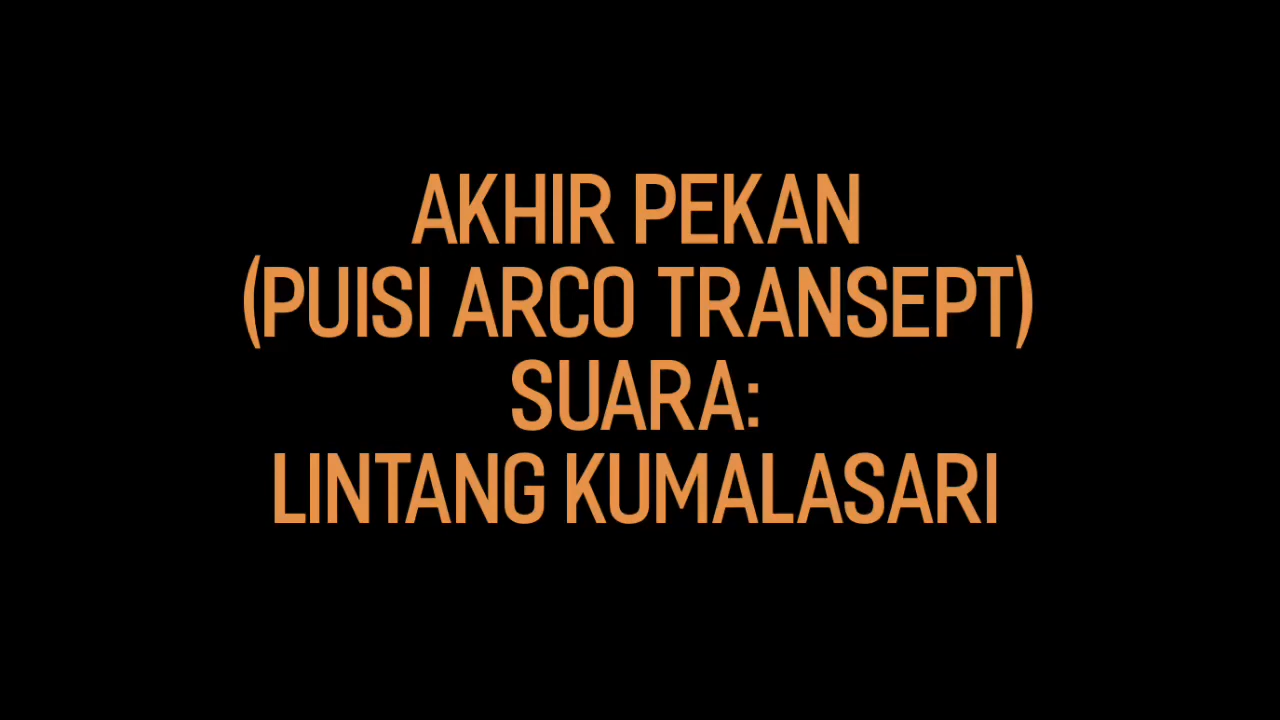 AKHIR PEKAN
(PUISI ARCO TRANSEPT)
SUARA:
LINTANG KUMALASARI